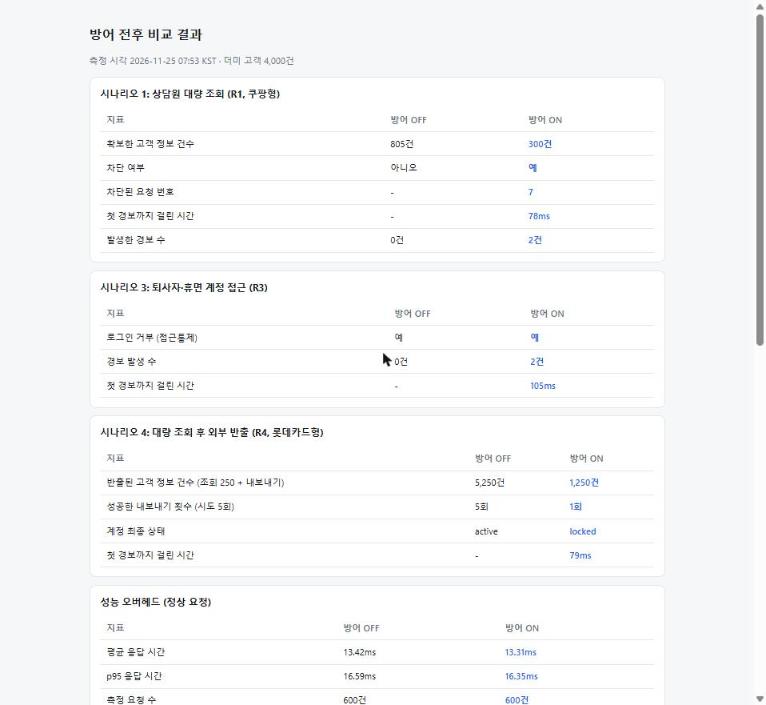 방어 전후 비교 결과
측정 시각 2026-11-25 07:53 KST · 더미 고객 4,000건
시나리오 1: 상담원 대량 조회 (R1, 쿠팡형)
지표 방어 OFF 방어 ON
확보한 고객 정보 건수 805건 300건
차단 여부 아니오 예
차단된 요청 번호 - 7
첫 경보까지 걸린 시간 - 78ms
발생한 경보 수 0건 2건
시나리오 3: 퇴사자·휴면 계정 접근 (R3)
지표 방어 OFF 방어 ON
로그인 거부 (접근통제) 예 예
경보 발생 수 0건 2건
첫 경보까지 걸린 시간 - 105ms
시나리오 4: 대량 조회 후 외부 반출 (R4, 롯데카드형)
지표 방어 OFF 방어 ON
반출된 고객 정보 건수 (조회 250 + 내보내기) 5,250건 1,250건
성공한 내보내기 횟수 (시도 5회) 5회 1회
계정 최종 상태 active locked
첫 경보까지 걸린 시간 - 79ms
성능 오버헤드 (정상 요청)
지표 방어 OFF 방어 ON
평균 응답 시간 13.42ms 13.31ms
p95 응답 시간 16.59ms 16.35ms
측정 요청 수 600건 600건